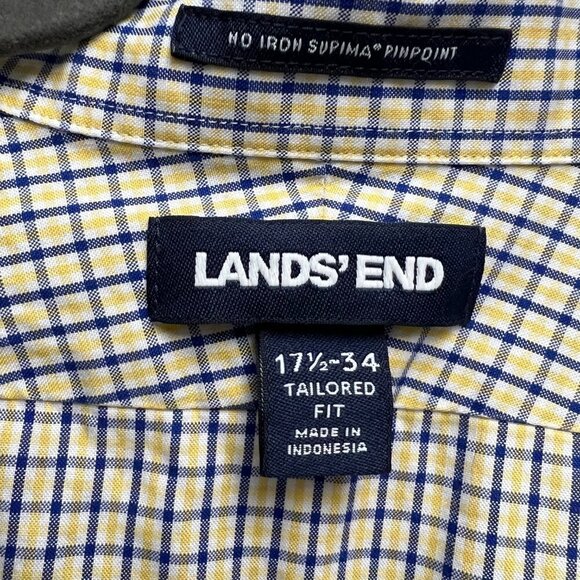 NO IRON SUPIMA® PINPOINT
LANDS' END
17½-34
TAILORED
FIT
MADE IN
INDONESIA